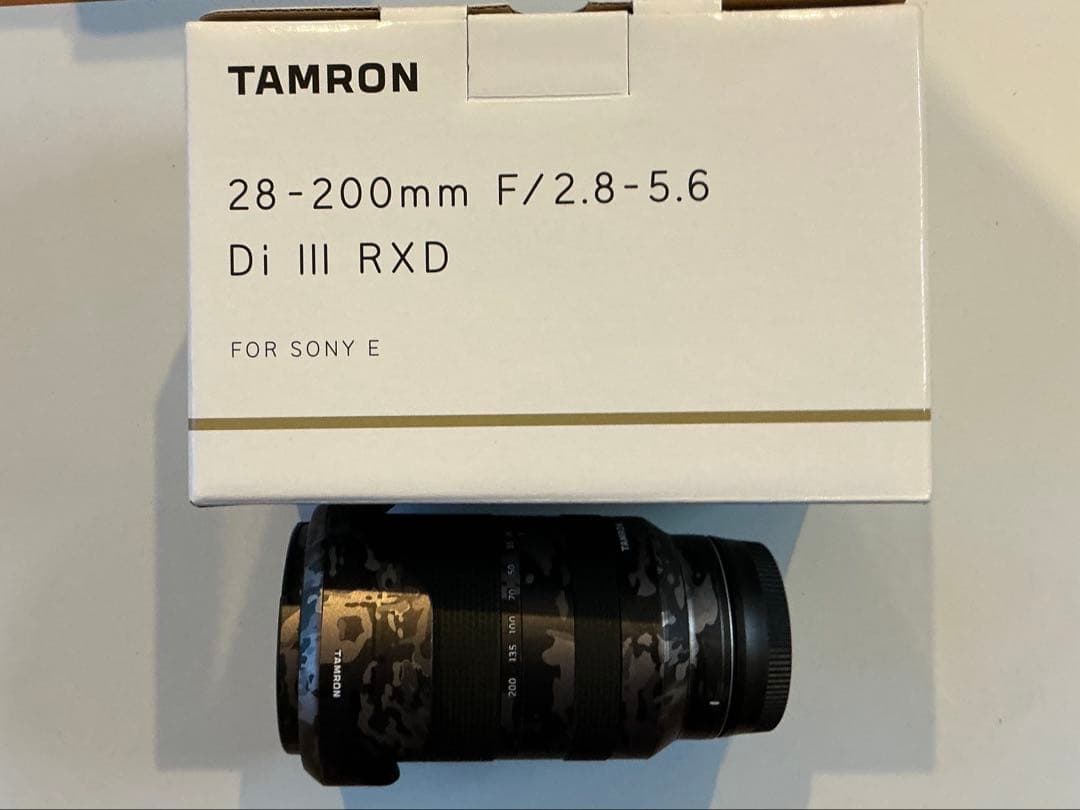 TAMRON
28-200mm F/2.8-5.6
Di III RXD
FOR SONY E
TAMRON
200 135 100 70 50
TAMRON